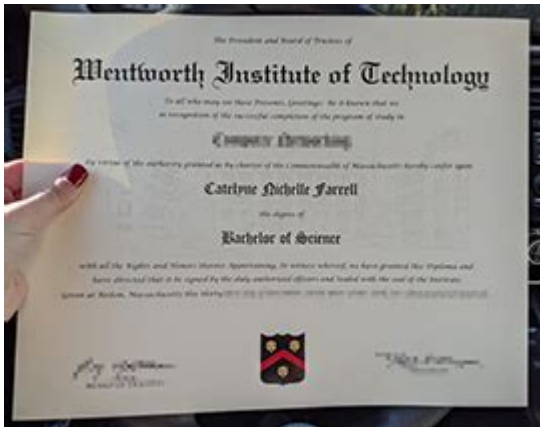 The President and Board of Trustees of
Wentworth Institute of Technology
To all who may see these Presents, Greetings: Be it known that we
in recognition of the successful completion of the program of study in
Computer Networking
by virtue of the authority granted us by charter of the Commonwealth of Massachusetts hereby confer upon
Catelyne Nichelle Farrell
the degree of
Bachelor of Science
with all the Rights and Honors thereto Appertaining. In witness whereof, we have granted this Diploma and
have directed that it be signed by the duly authorized officers and Sealed with the seal of the Institute.
Given at Boston, Massachusetts this thirty